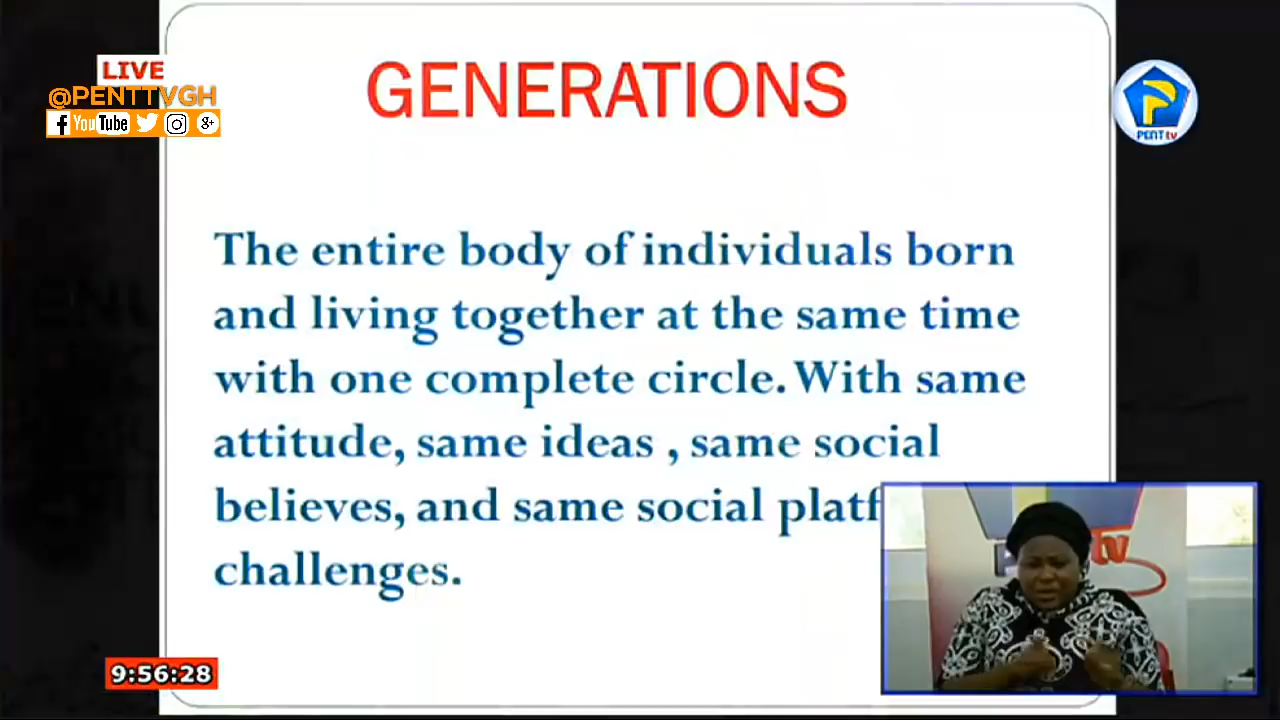 LIVE
@PENTTVGH
YouTube
PENT tv
GENERATIONS
The entire body of individuals born
and living together at the same time
with one complete circle. With same
attitude, same ideas , same social
believes, and same social platf
challenges.
tv
9:56:28